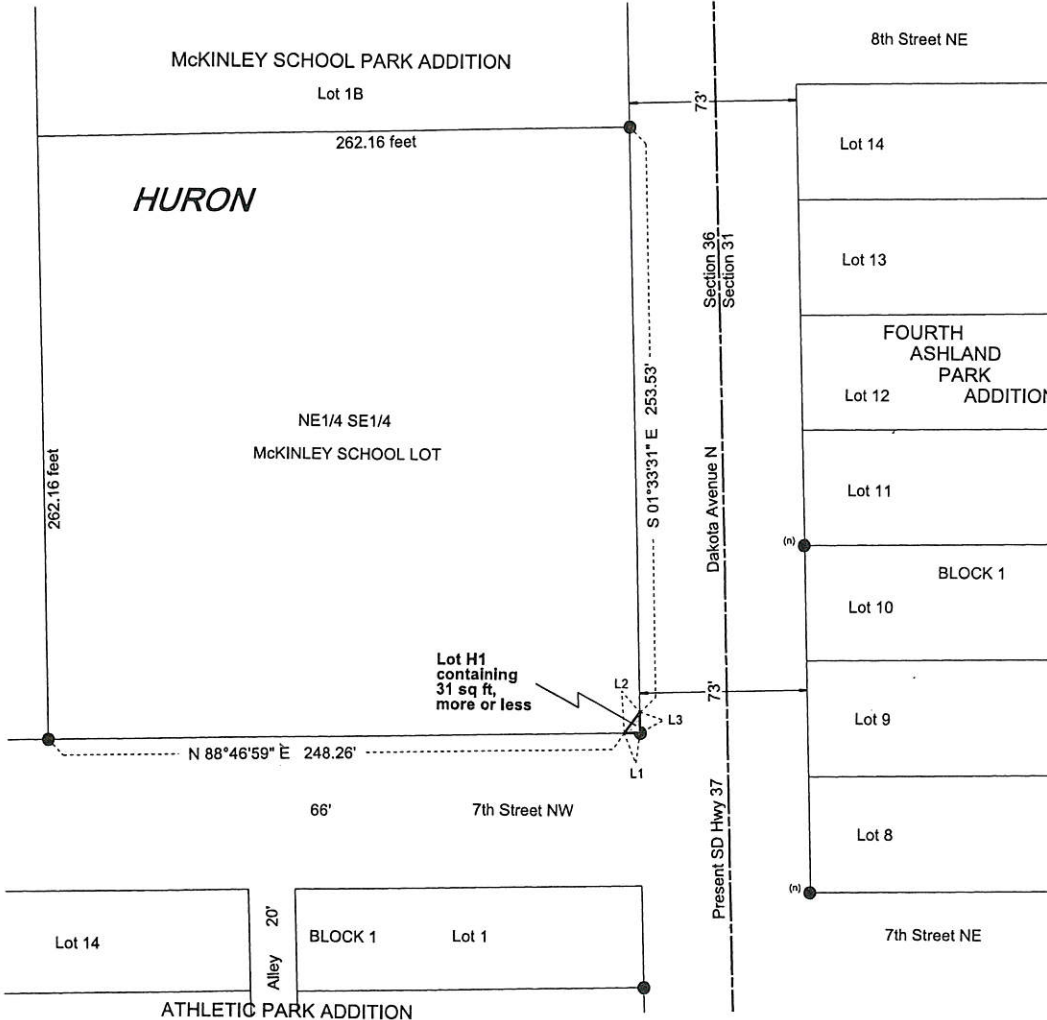 McKINLEY SCHOOL PARK ADDITION
Lot 1B
262.16 feet
HURON
8th Street NE
73'
Lot 14
Lot 13
Section 36
Section 31
FOURTH
ASHLAND
PARK
ADDITION
Lot 12
NE1/4 SE1/4
McKINLEY SCHOOL LOT
262.16 feet
S 01°33'31" E 253.53'
Dakota Avenue N
Lot 11
(n)
BLOCK 1
Lot 10
Lot H1
containing
31 sq ft,
more or less
L2
L3
L1
73'
Lot 9
N 88°46'59" E 248.26'
66'
7th Street NW
Present SD Hwy 37
Lot 8
(n)
7th Street NE
Lot 14
Alley 20'
BLOCK 1
Lot 1
ATHLETIC PARK ADDITION